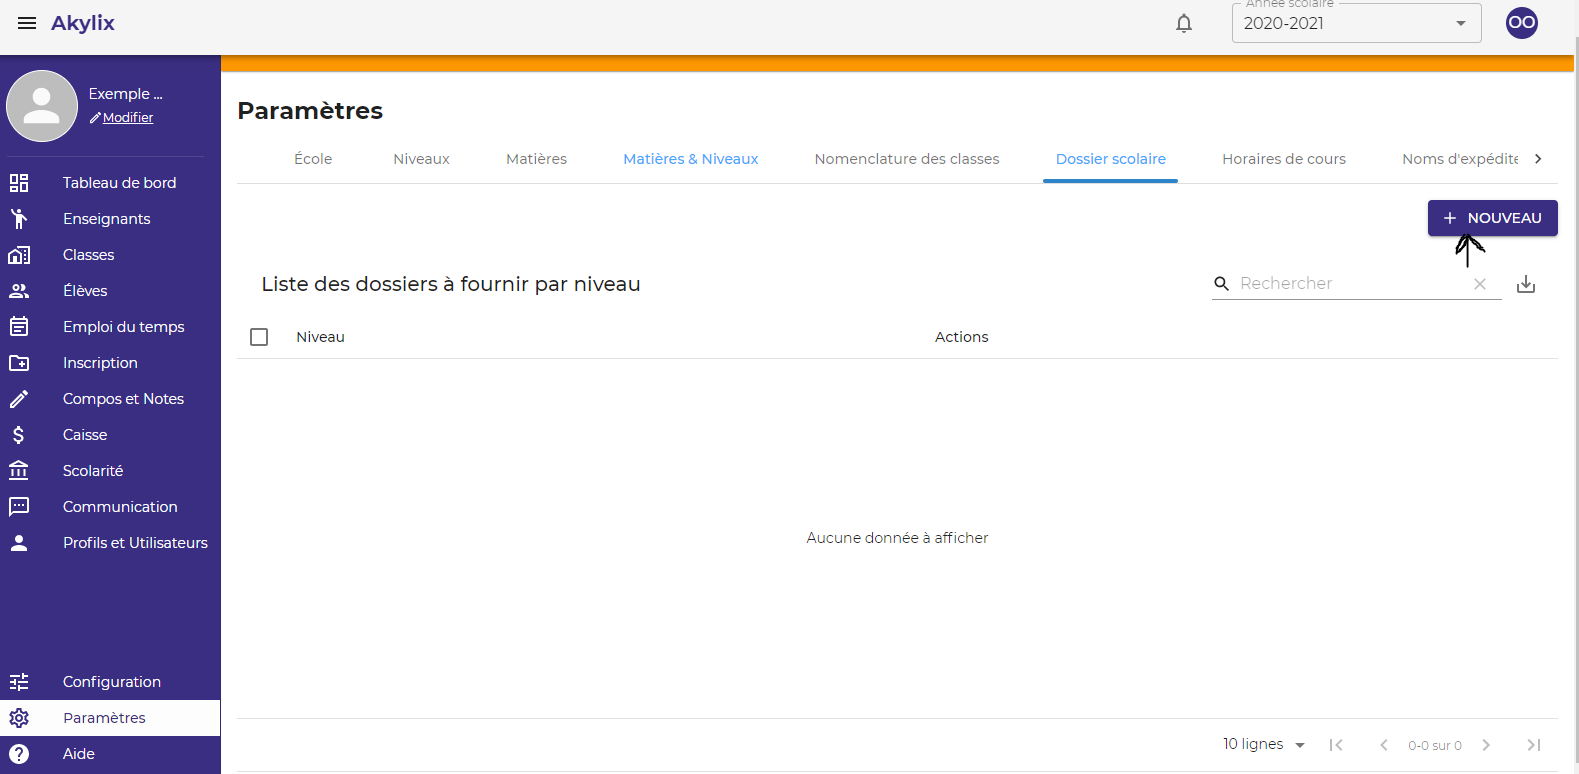 Akylix
Année scolaire
2020-2021
OO
Exemple ...
Modifier
Tableau de bord
Enseignants
Classes
Élèves
Emploi du temps
Inscription
Compos et Notes
Caisse
Scolarité
Communication
Profils et Utilisateurs
Configuration
Paramètres
Aide
Paramètres
École Niveaux Matières Matières & Niveaux Nomenclature des classes Dossier scolaire Horaires de cours Noms d'expédite
NOUVEAU
Liste des dossiers à fournir par niveau
Rechercher
Niveau Actions
Aucune donnée à afficher
10 lignes 0-0 sur 0